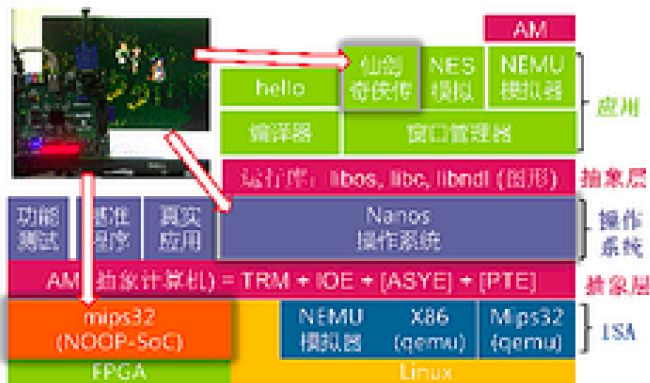 AM
仙剑
奇侠传
NES
模拟
NEMU
模拟器
hello
应用
编译器
窗口管理器
运行库: libos, libc, libndl (图形)
抽象层
功能
测试
基准
程序
真实
应用
Nanos
操作系统
操作
系统
AM(抽象计算机) = TRM + IOE + [ASYE] + [PTE]
抽象层
mips32
(NOOP-SoC)
NEMU
模拟器
X86
(qemu)
Mips32
(qemu)
ISA
FPGA
Linux